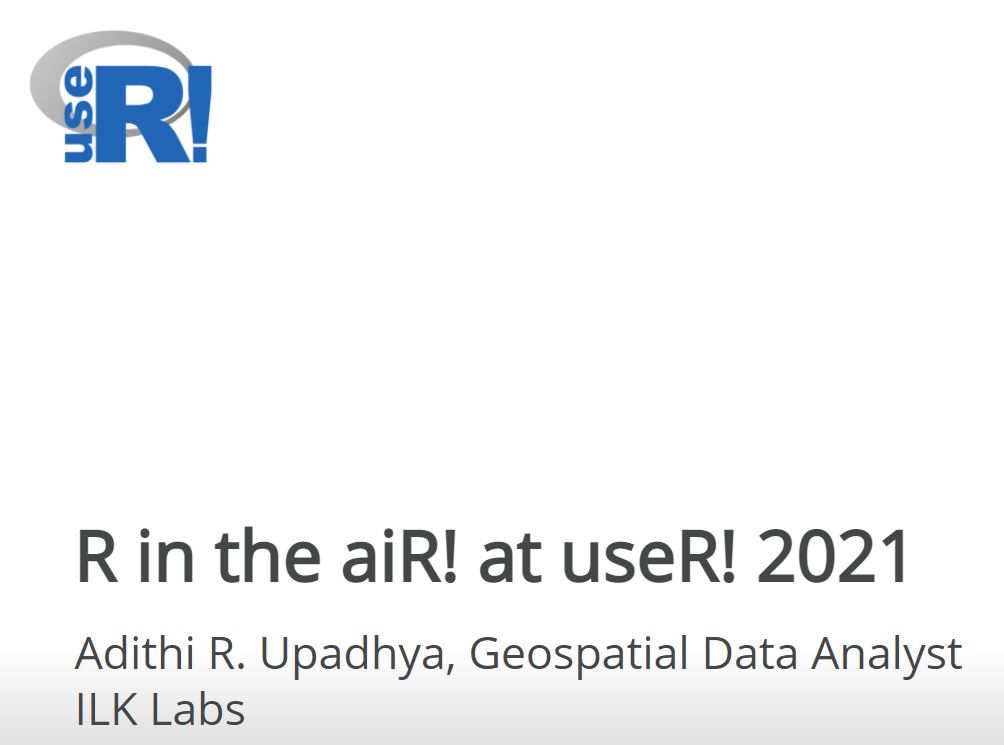 useR!
R in the aiR! at useR! 2021
Adithi R. Upadhya, Geospatial Data Analyst
ILK Labs